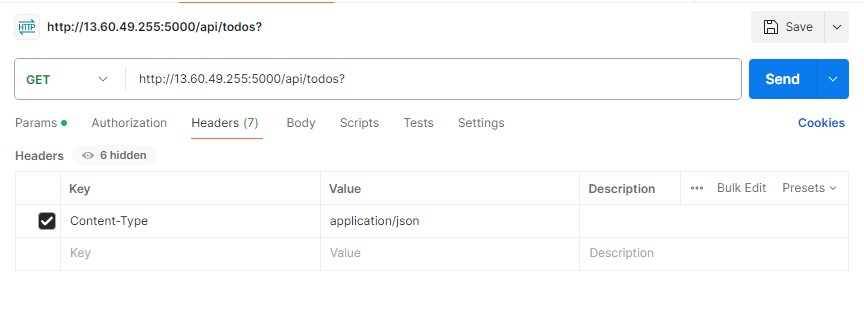 HTTP http://13.60.49.255:5000/api/todos? Save
GET http://13.60.49.255:5000/api/todos? Send
Params Authorization Headers (7) Body Scripts Tests Settings Cookies
Headers 6 hidden
Key Value Description Bulk Edit Presets
Content-Type application/json
Key Value Description